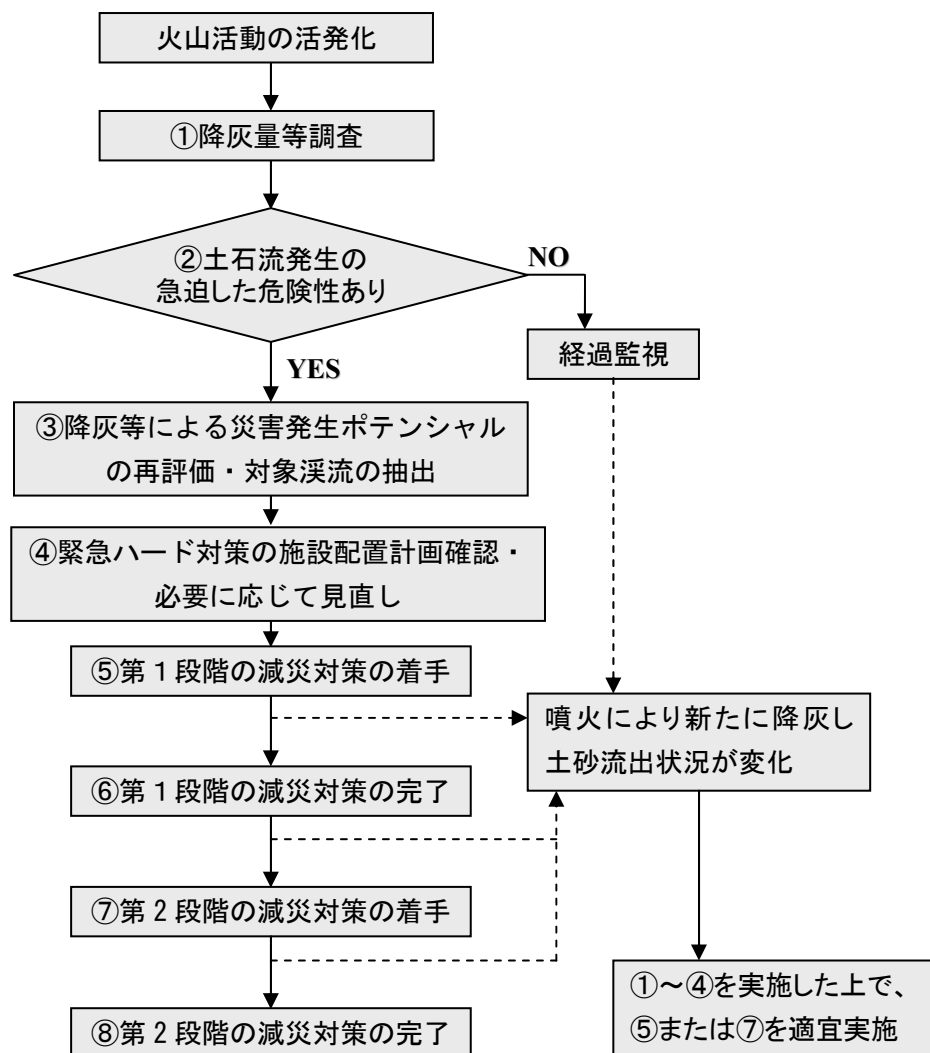 火山活動の活発化
①降灰量等調査
②土石流発生の
急迫した危険性あり
NO
経過監視
YES
③降灰等による災害発生ポテンシャル
の再評価・対象渓流の抽出
④緊急ハード対策の施設配置計画確認・
必要に応じて見直し
⑤第1段階の減災対策の着手
噴火により新たに降灰し
土砂流出状況が変化
⑥第1段階の減災対策の完了
⑦第2段階の減災対策の着手
⑧第2段階の減災対策の完了
①～④を実施した上で、
⑤または⑦を適宜実施